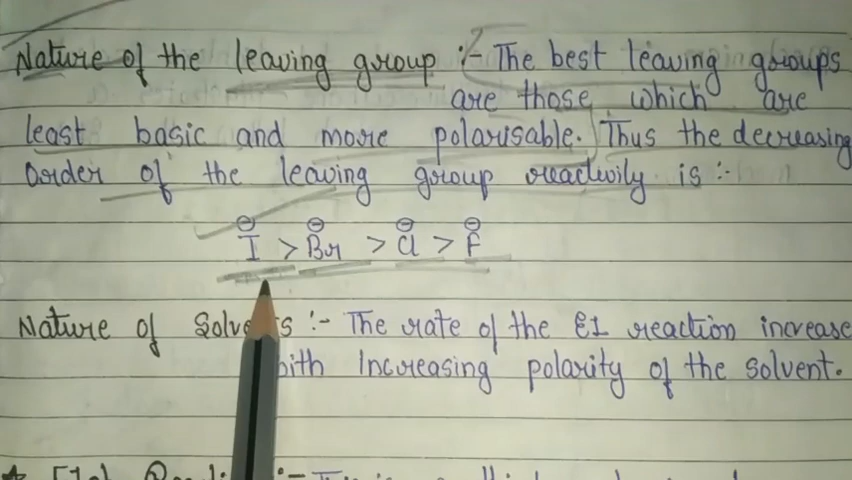 Nature of the leaving group :- The best leaving groups
are those which are
least basic and more polarisable. Thus the decreasing
order of the leaving group reactivity is :-
I⊖ > Br⊖ > Cl⊖ > F⊖
Nature of Solvents :- The rate of the E1 reaction increase
with Increasing polarity of the solvent.